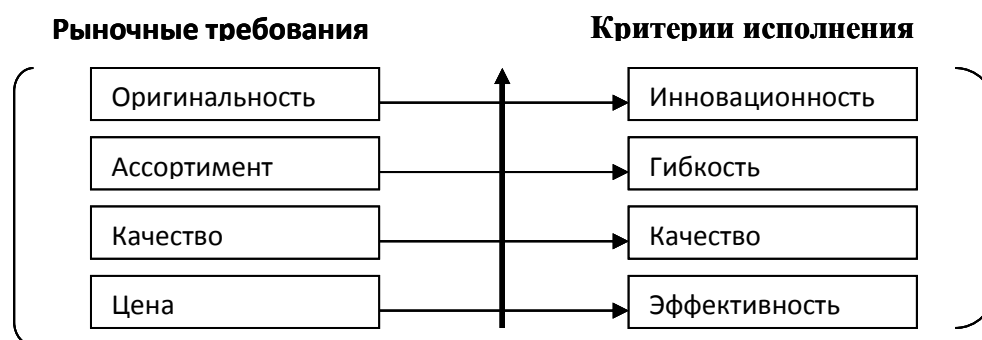 Рыночные требования
Критерии исполнения
Оригинальность
Инновационность
Ассортимент
Гибкость
Качество
Качество
Цена
Эффективность